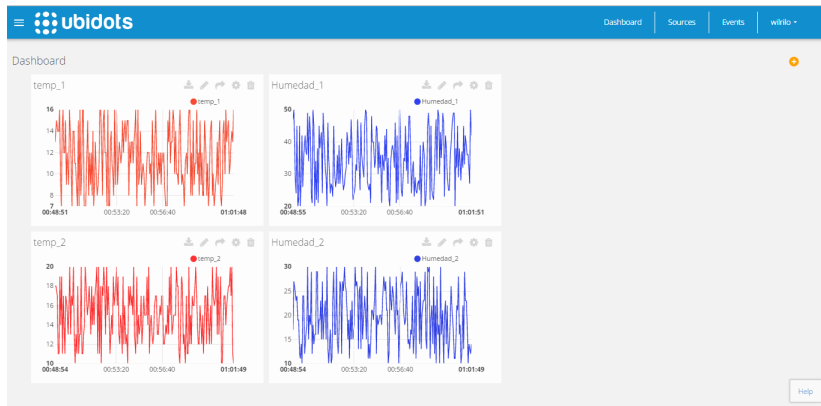 ubidots Dashboard Sources Events wilrilo
Dashboard
temp_1
temp_1
16
14
12
10
8
7
00:48:51 00:53:20 00:56:40 01:01:48
Humedad_1
Humedad_1
50
40
30
20
00:48:55 00:53:20 00:56:40 01:01:51
temp_2
temp_2
20
18
16
14
12
10
00:48:54 00:53:20 00:56:40 01:01:49
Humedad_2
Humedad_2
30
25
20
15
10
00:48:54 00:53:20 00:56:40 01:01:49
Help